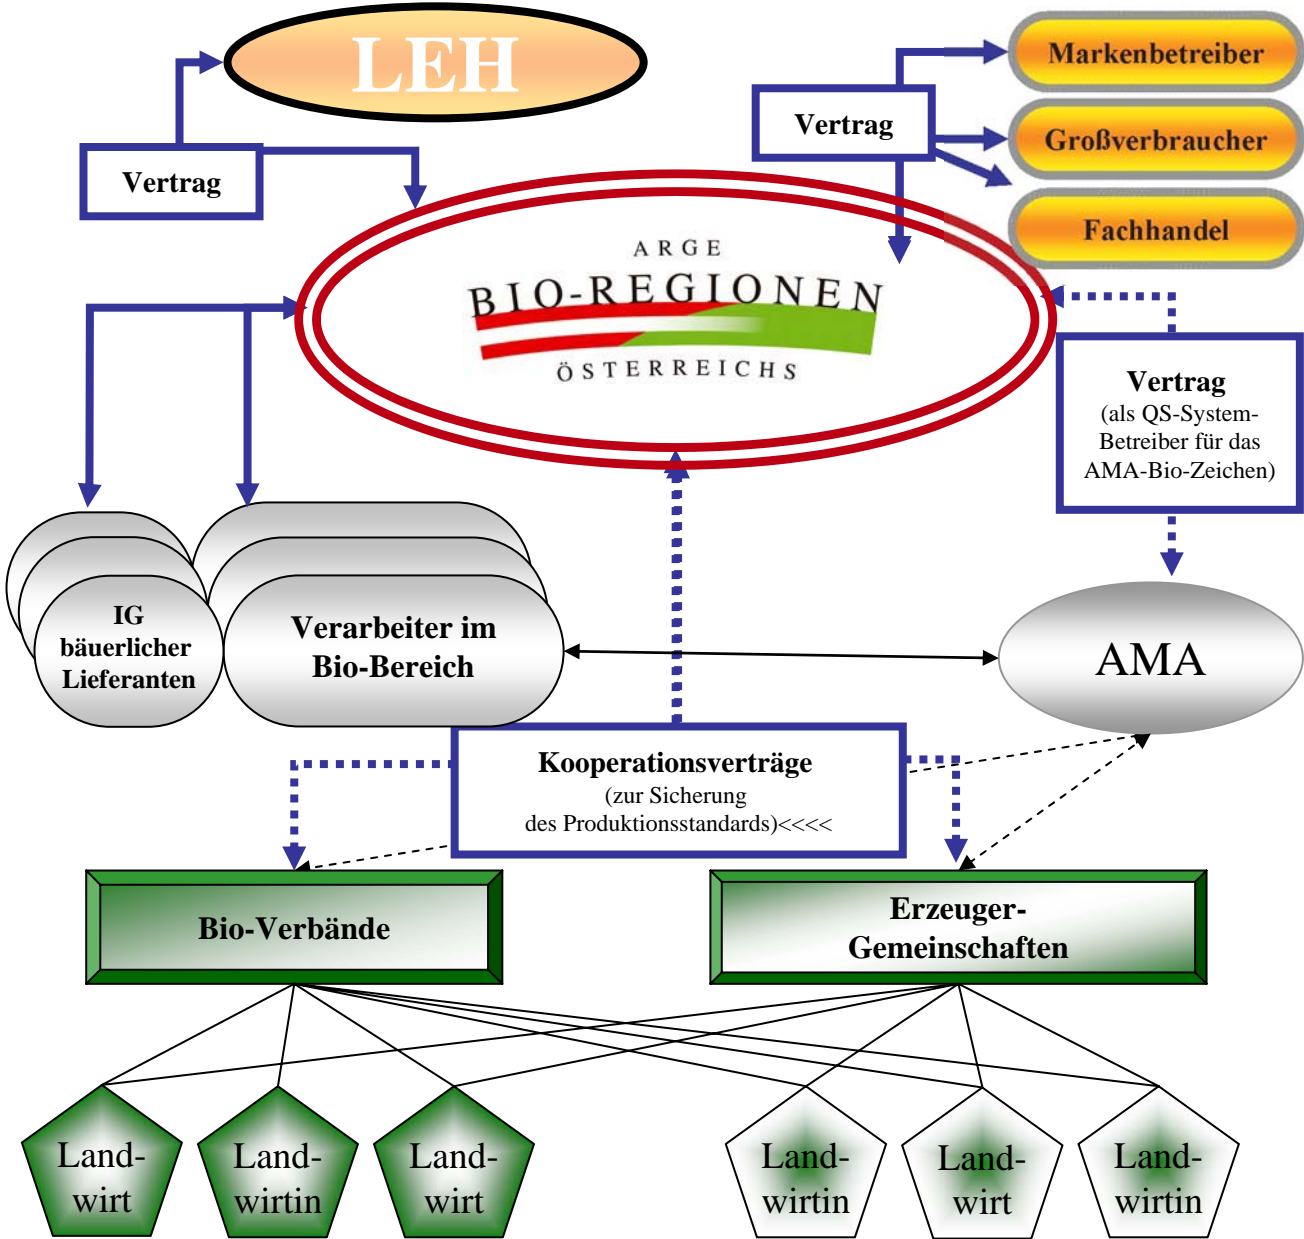 LEH
Vertrag
Vertrag
Markenbetreiber
Großverbraucher
Fachhandel
ARGE
BIO-REGIONEN
ÖSTERREICHS
Vertrag
(als QS-System-
Betreiber für das
AMA-Bio-Zeichen)
IG
bäuerlicher
Lieferanten
Verarbeiter im
Bio-Bereich
AMA
Kooperationsverträge
(zur Sicherung
des Produktionsstandards)<<<<
Bio-Verbände
Erzeuger-
Gemeinschaften
Land-
wirt
Land-
wirtin
Land-
wirt
Land-
wirtin
Land-
wirt
Land-
wirtin